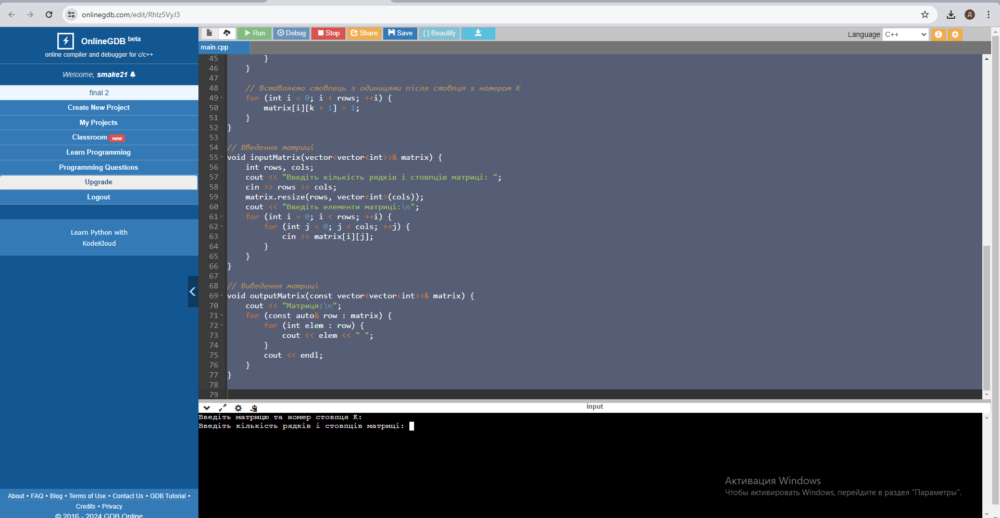 onlinegdb.com/edit/RhIz5VyJ3
Д
OnlineGDB beta
online compiler and debugger for c/c++
Welcome, smake21
final 2
Create New Project
My Projects
Classroom new
Learn Programming
Programming Questions
Upgrade
Logout
Learn Python with
KodeKloud
About • FAQ • Blog • Terms of Use • Contact Us • GDB Tutorial •
Credits • Privacy
© 2016 - 2024 GDB Online
Run Debug Stop Share Save { } Beautify
Language C++
main.cpp
45 }
46 }
47
48 // Вставляємо стовпець з одиницями після стовпця з номером K
49 for (int i = 0; i < rows; ++i) {
50 matrix[i][k + 1] = 1;
51 }
52 }
53
54 // Введення матриці
55 void inputMatrix(vector<vector<int>>& matrix) {
56 int rows, cols;
57 cout << "Введіть кількість рядків і стовпців матриці: ";
58 cin >> rows >> cols;
59 matrix.resize(rows, vector<int>(cols));
60 cout << "Введіть елементи матриці:\n";
61 for (int i = 0; i < rows; ++i) {
62 for (int j = 0; j < cols; ++j) {
63 cin >> matrix[i][j];
64 }
65 }
66 }
67
68 // Виведення матриці
69 void outputMatrix(const vector<vector<int>>& matrix) {
70 cout << "Матриця:\n";
71 for (const auto& row : matrix) {
72 for (int elem : row) {
73 cout << elem << " ";
74 }
75 cout << endl;
76 }
77 }
78
79
input
Введіть матрицю та номер стовпця K:
Введіть кількість рядків і стовпців матриці:
Активация Windows
Чтобы активировать Windows, перейдите в раздел "Параметры".